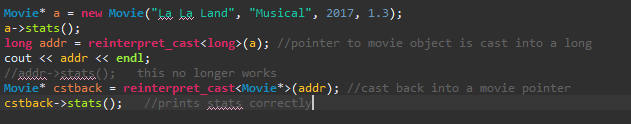 Movie* a = new Movie("La La Land", "Musical", 2017, 1.3);
a->stats();
long addr = reinterpret_cast<long>(a); //pointer to movie object is cast into a long
cout << addr << endl;
//addr->stats();   this no longer works
Movie* cstback = reinterpret_cast<Movie*>(addr); //cast back into a movie pointer
cstback->stats();   //prints stats correctly